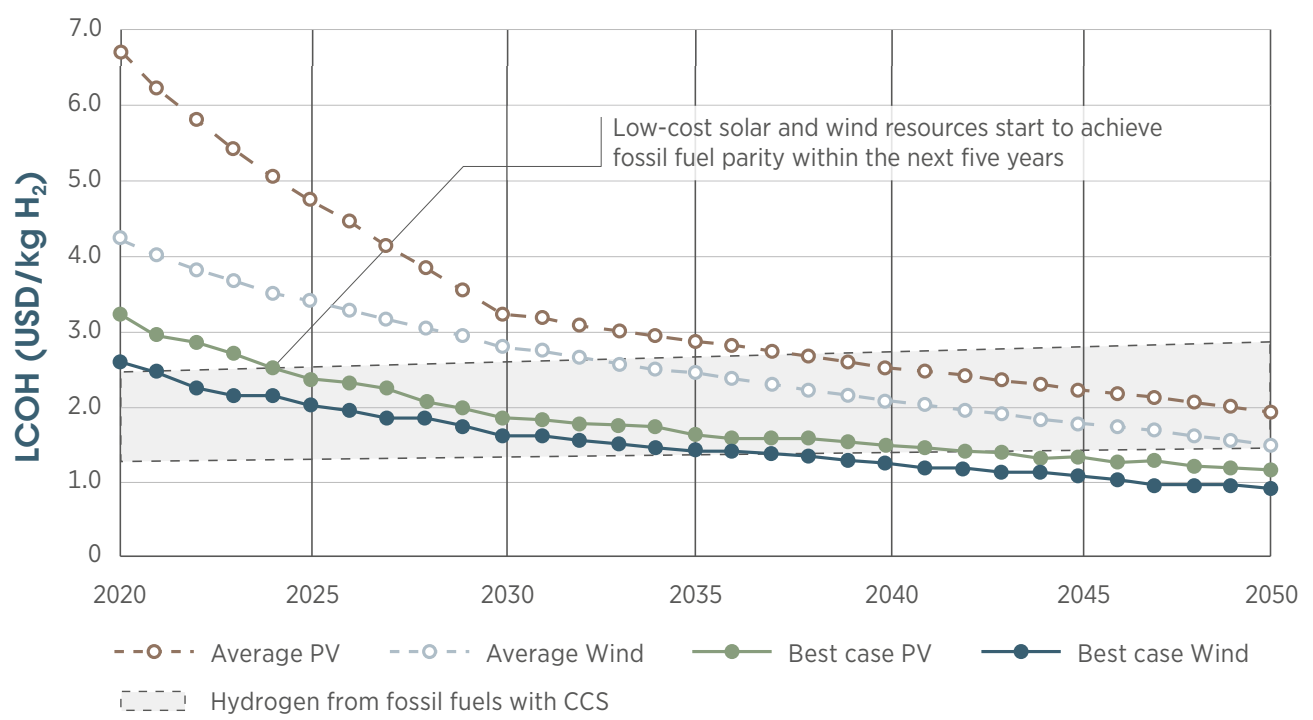 7.0
6.0
5.0
4.0
3.0
2.0
1.0
0
LCOH (USD/kg H₂)
Low-cost solar and wind resources start to achieve
fossil fuel parity within the next five years
2020 2025 2030 2035 2040 2045 2050
Average PV Average Wind Best case PV Best case Wind
Hydrogen from fossil fuels with CCS